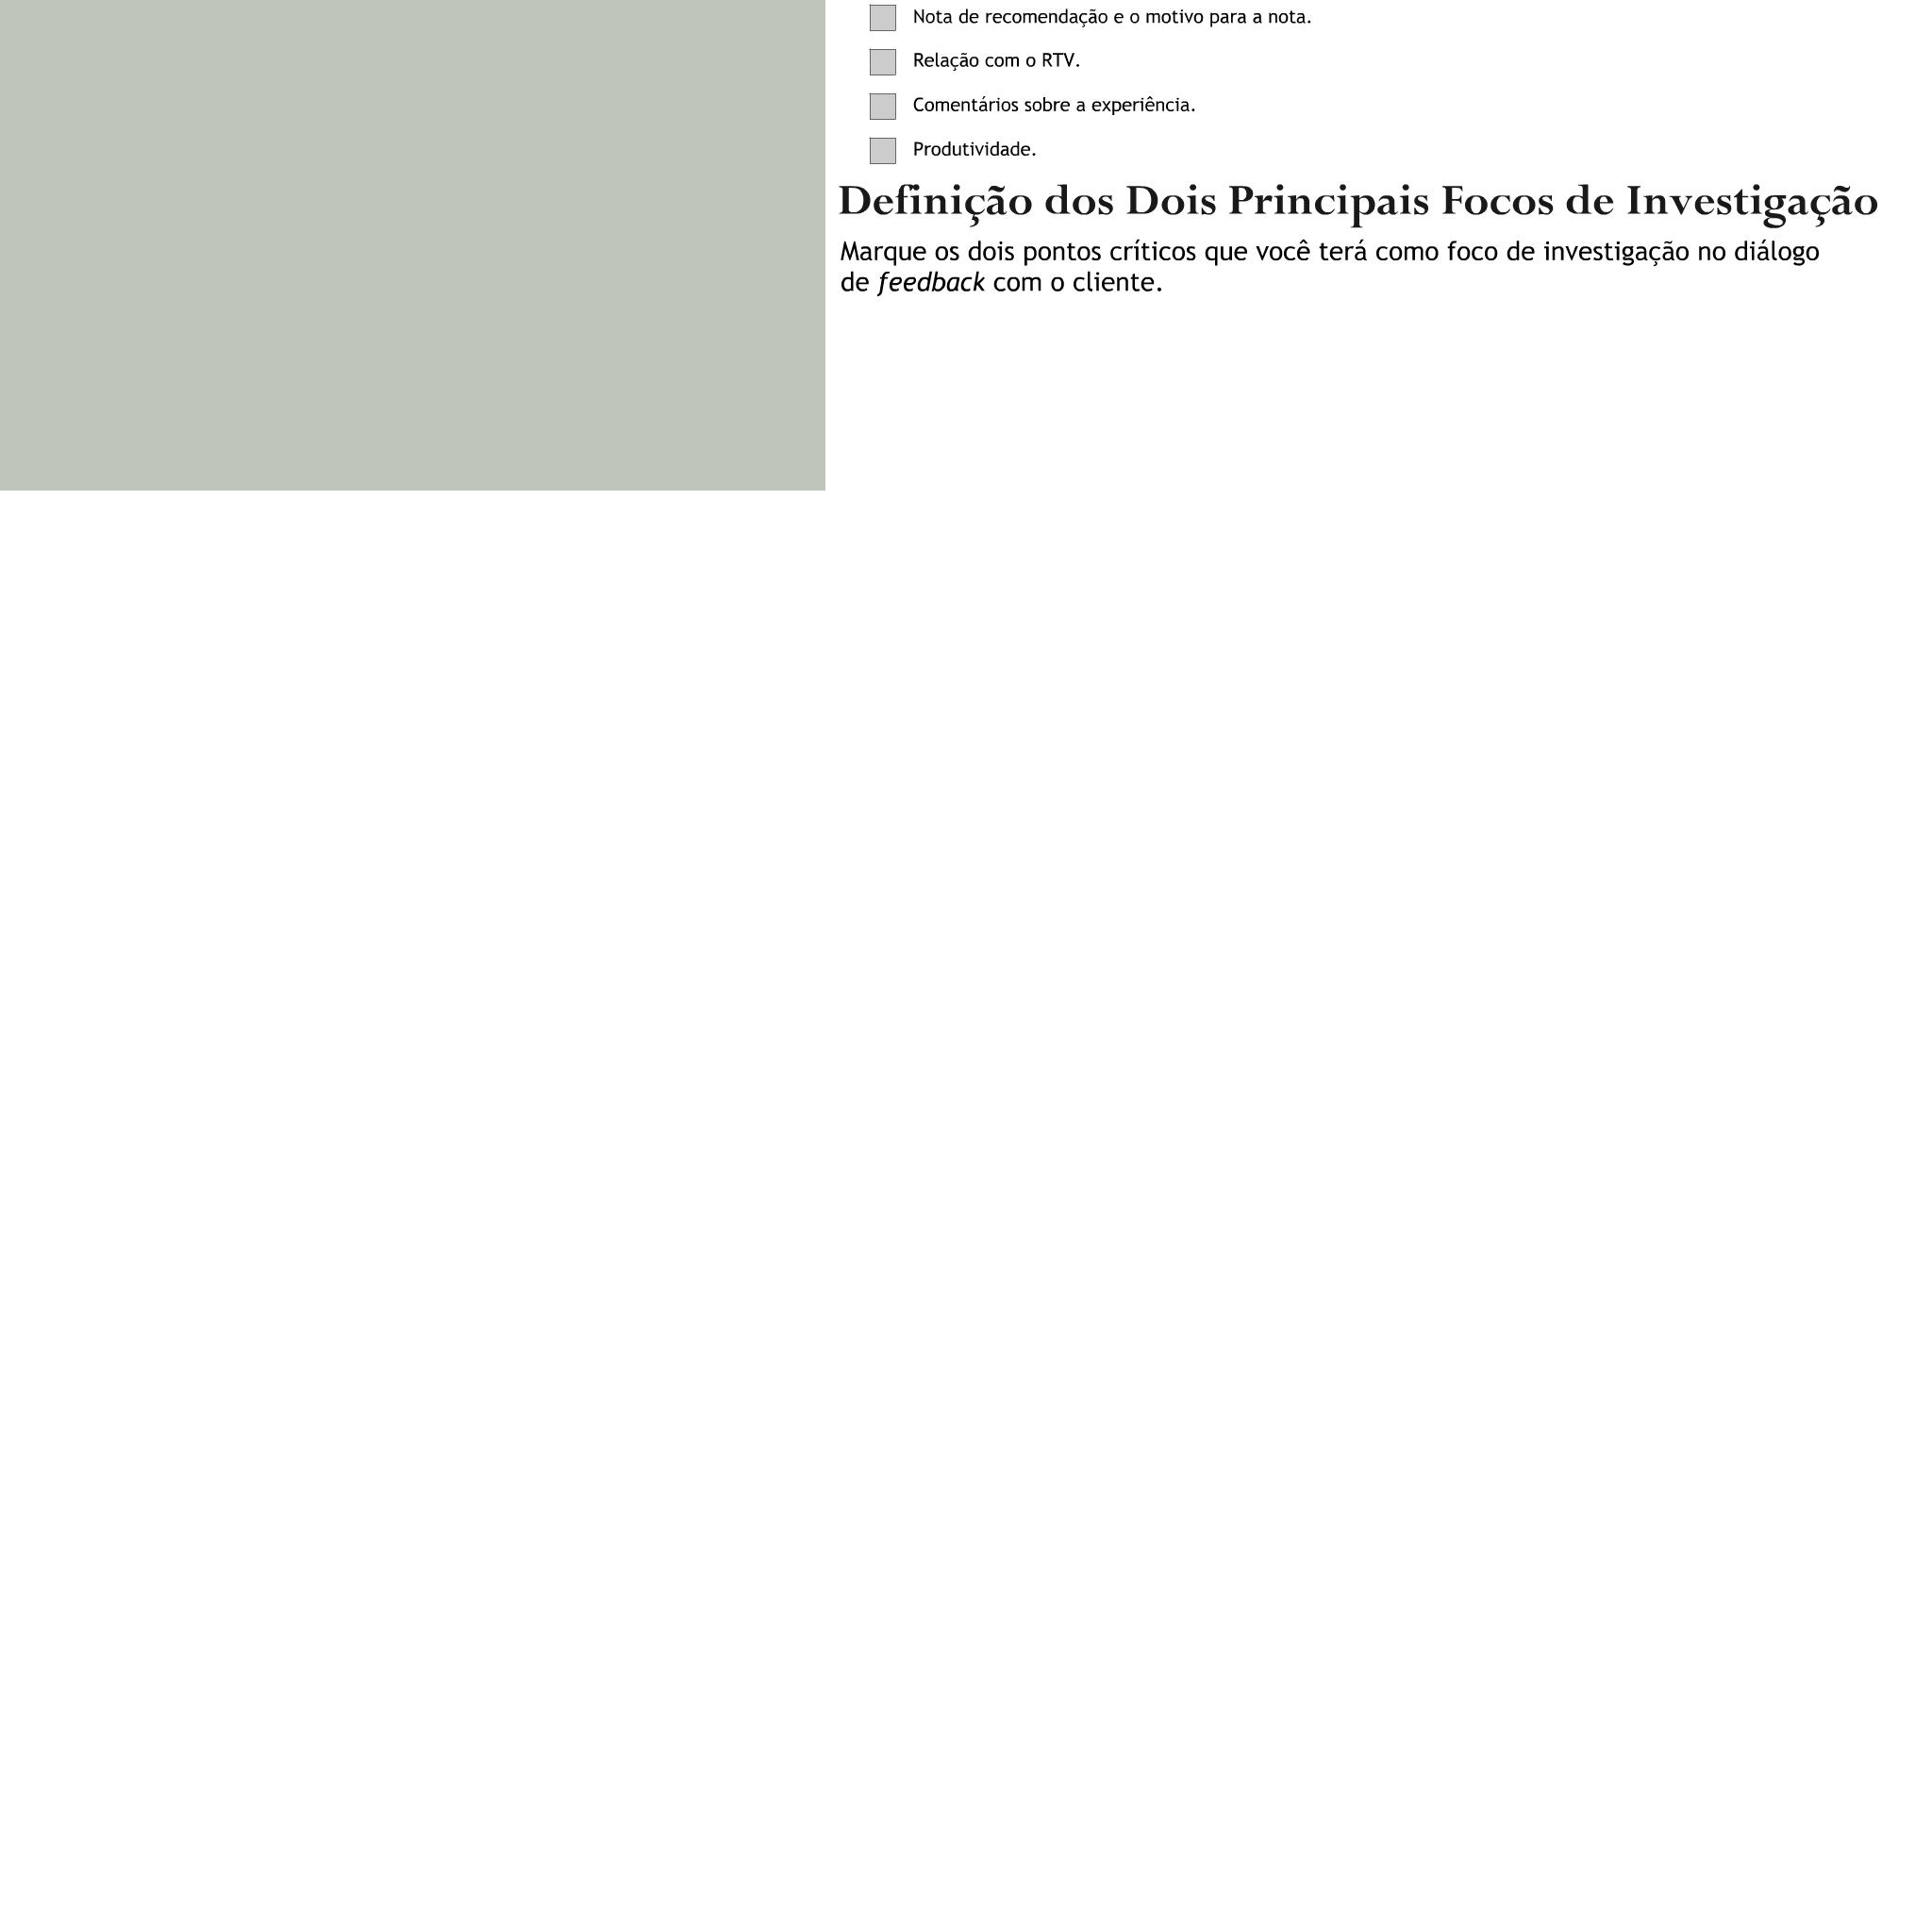 Nota de recomendação e o motivo para a nota.
Relação com o RTV.
Comentários sobre a experiência.
Produtividade.
Definição dos Dois Principais Focos de Investigação
Marque os dois pontos críticos que você terá como foco de investigação no diálogo
de feedback com o cliente.